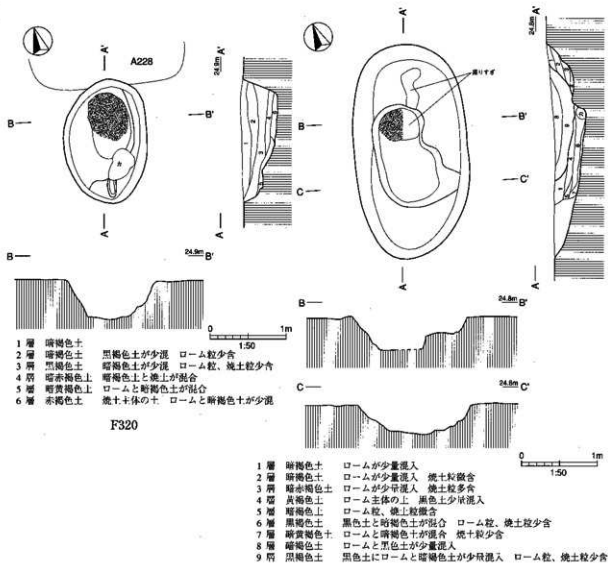 A'
A228
24.9m
A'
B
B'
A
A
B
24.9m
B'
0 1m
1:50
1層 暗褐色土
2層 暗褐色土 黒褐色土が少混 ローム粒少含
3層 黒褐色土 暗褐色土が少混 ローム粒、焼土粒少含
4層 暗赤褐色土 暗褐色土と焼土が混合
5層 暗黄褐色土 ロームと暗褐色土が混合
6層 赤褐色土 焼土主体の土 ロームと暗褐色土が少混
F320
A'
24.8m
A'
掘りすぎ
B
B'
C
C'
A
A
B
24.8m
B'
C
24.8m
C'
0 1m
1:50
1層 暗褐色土 ロームが少量混入
2層 暗褐色土 ロームが少量混入 焼土粒微含
3層 暗赤褐色土 ロームが少量混入 焼土粒多含
4層 黄褐色土 ローム主体の土 黒色土少量混入
5層 暗褐色土 ローム粒、焼土粒微含
6層 黒褐色土 黒色土と暗褐色土が混合 ローム粒、焼土粒少含
7層 暗黄褐色土 ロームと暗褐色土が混合 焼土粒少含
8層 暗褐色土 ロームと黒色土が少量混入
9層 黒褐色土 黒色土にロームと暗褐色土が少量混入 ローム粒、焼土粒少含